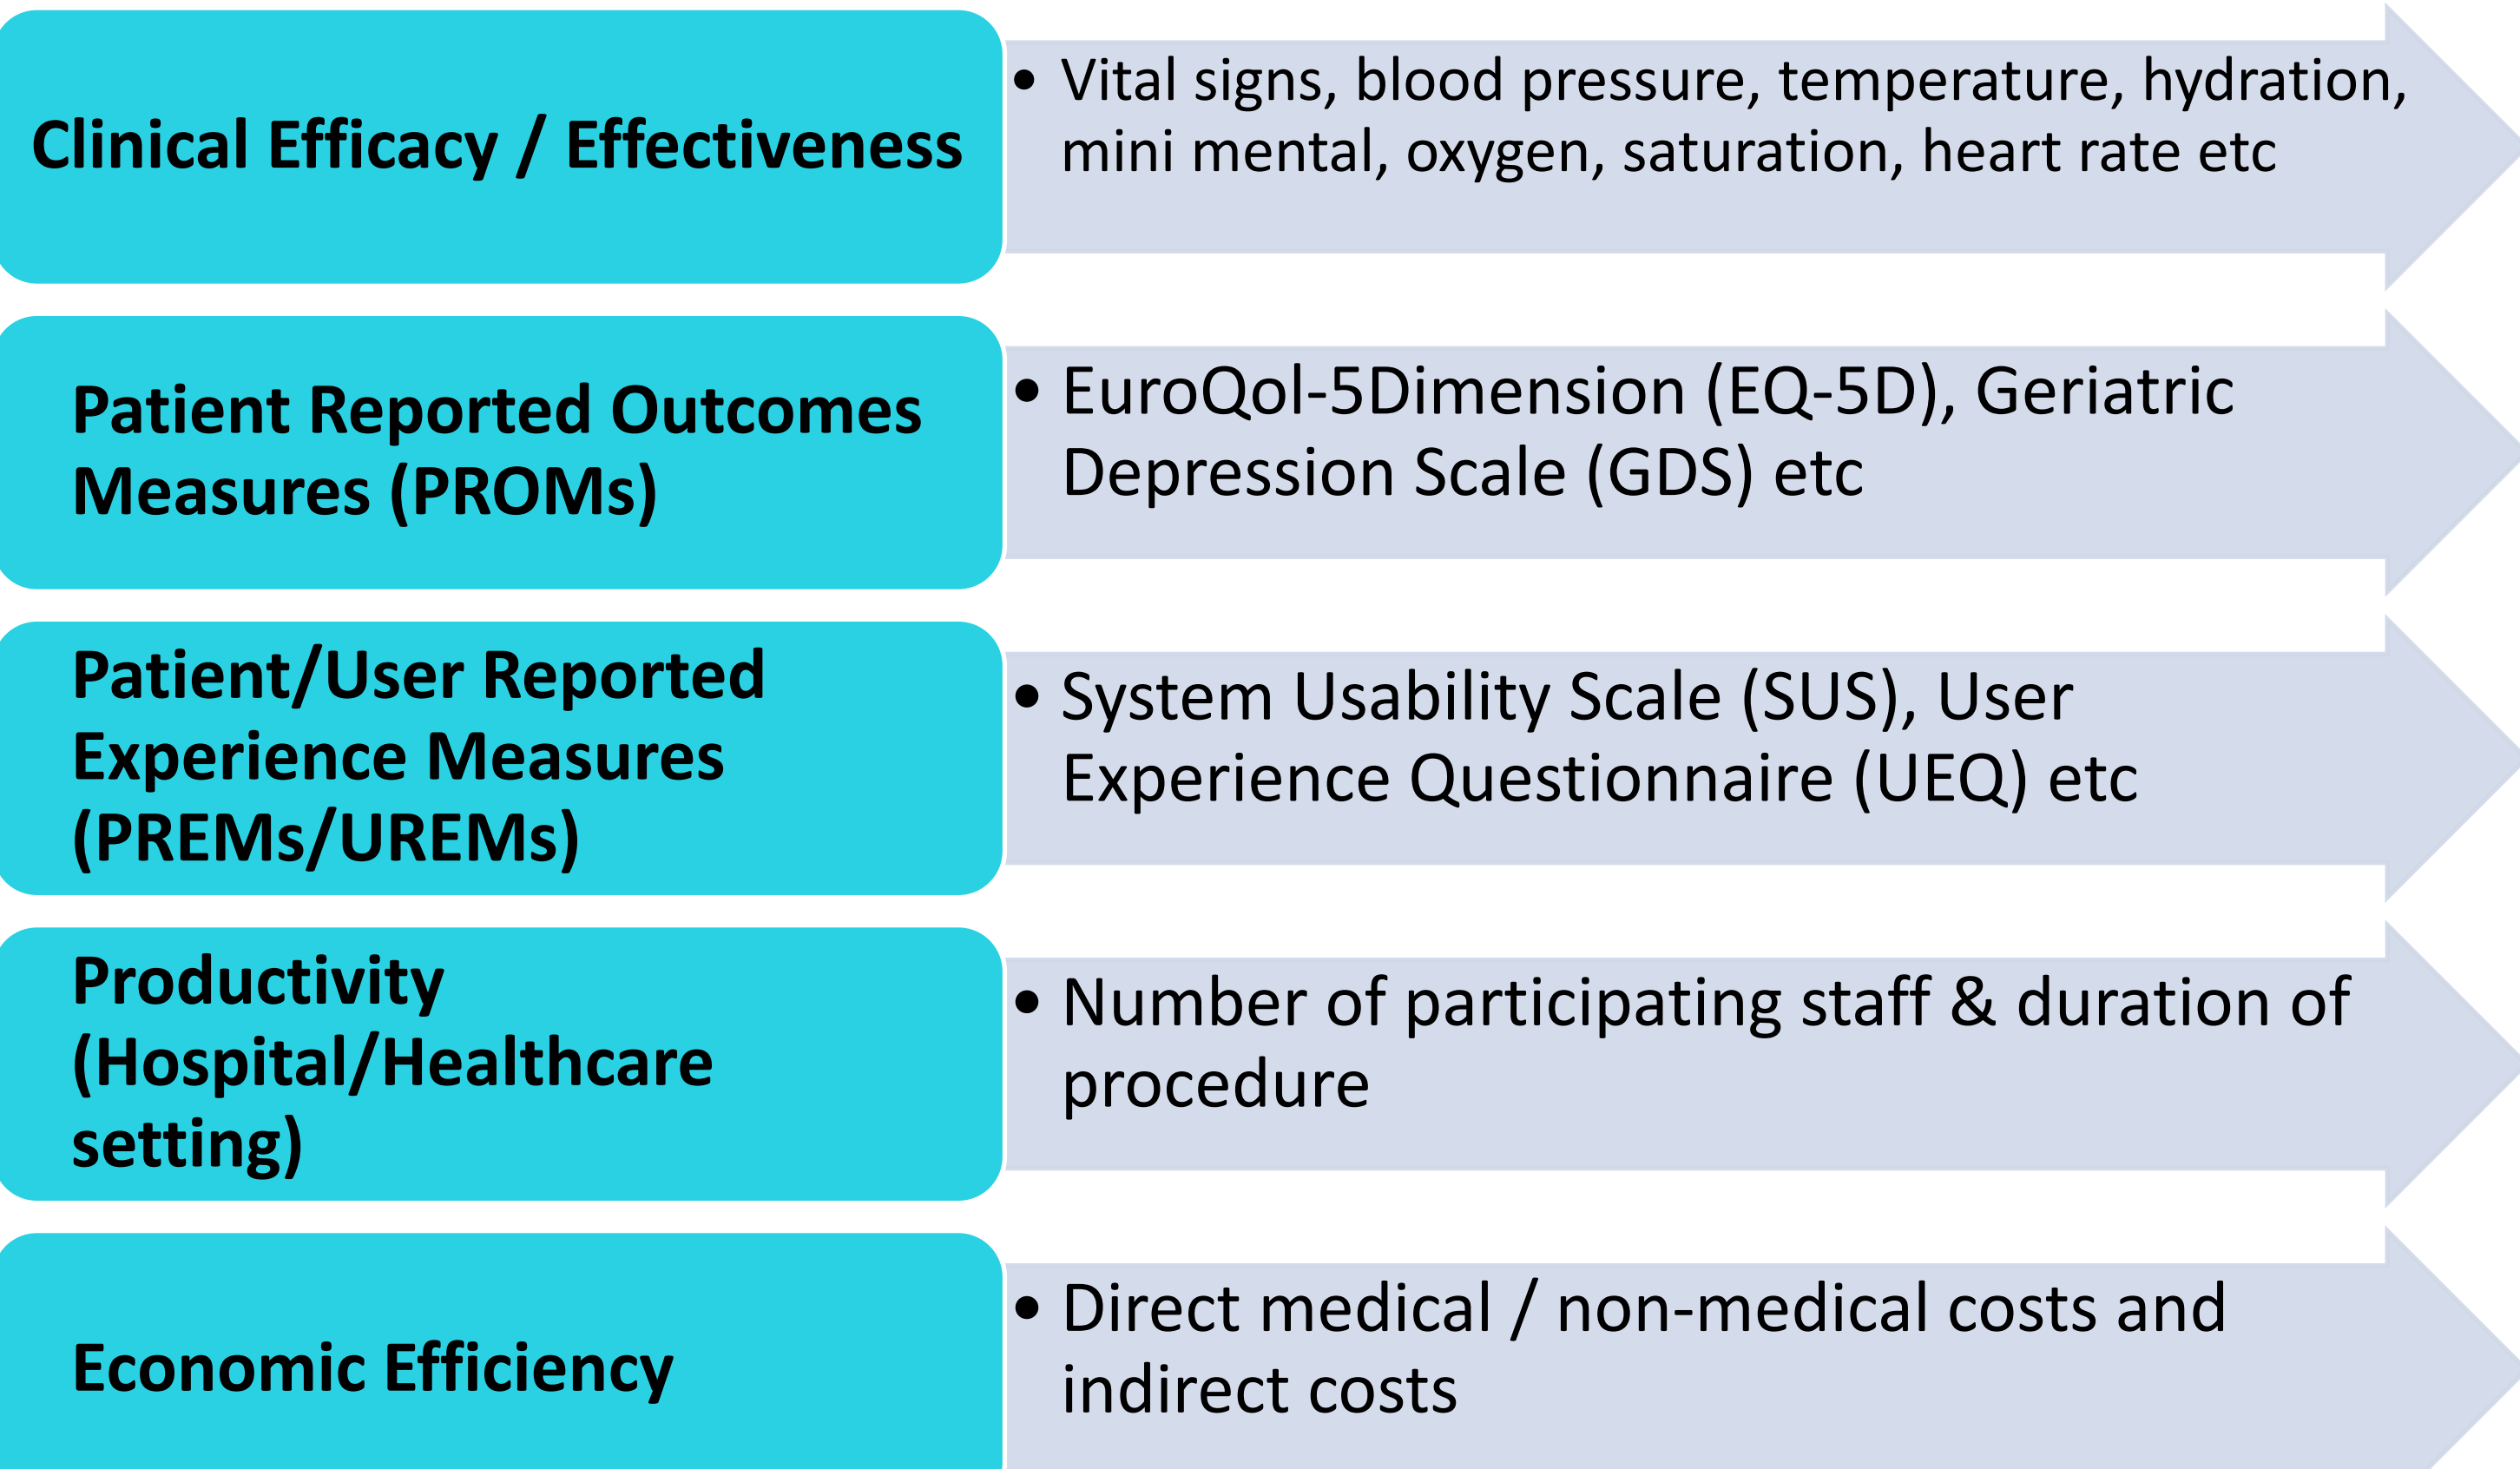 Clinical Efficacy/ Effectiveness
• Vital signs, blood pressure, temperature, hydration,
mini mental, oxygen, saturation, heart rate etc
Patient Reported Outcomes
Measures (PROMs)
• EuroQol-5Dimension (EQ-5D), Geriatric
Depression Scale (GDS) etc
Patient/User Reported
Experience Measures
(PREMs/UREMs)
• System Usability Scale (SUS), User
Experience Questionnaire (UEQ) etc
Productivity
(Hospital/Healthcare
setting)
• Number of participating staff & duration of
procedure
Economic Efficiency
• Direct medical / non-medical costs and
indirect costs